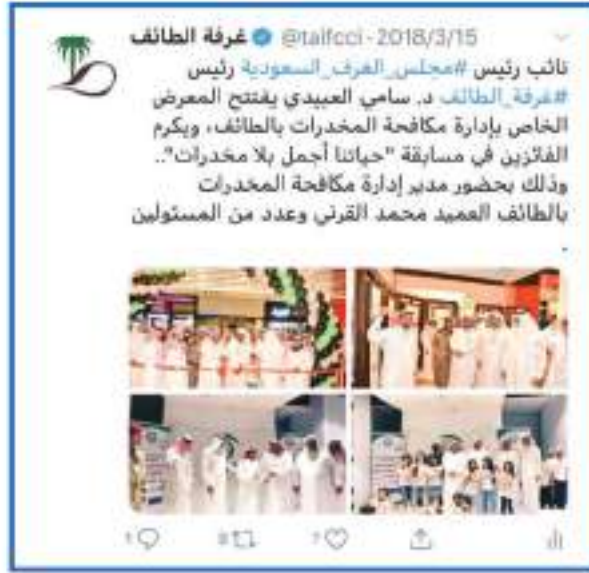 غرفة الطائف @taifcci - 2018/3/15
نائب رئيس #مجلس_الغرف_السعودية رئيس
#غرفة_الطائف د. سامي العبيدي يفتتح المعرض
الخاص بإدارة مكافحة المخدرات بالطائف، ويكرم
الفائزين في مسابقة "حياتنا أجمل بلا مخدرات"..
وذلك بحضور مدير إدارة مكافحة المخدرات
بالطائف العميد محمد القرني وعدد من المسئولين
.